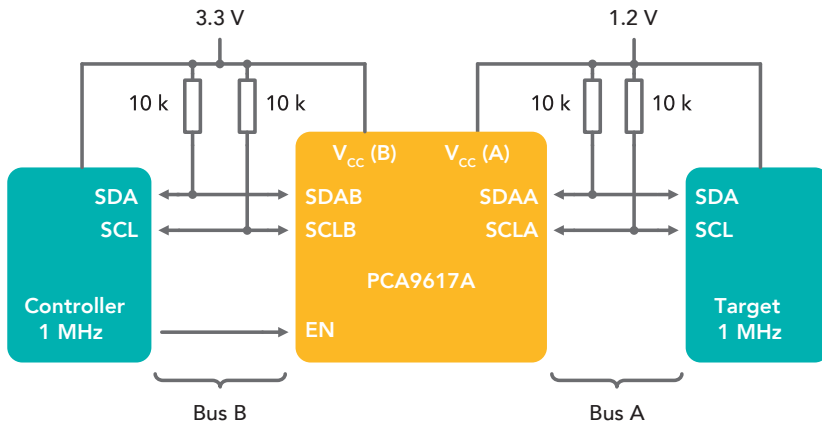 3.3 V
1.2 V
10 k
10 k
10 k
10 k
VCC (B)
VCC (A)
SDA
SDAB
SDAA
SDA
SCL
SCLB
SCLA
SCL
PCA9617A
Controller
1 MHz
EN
Target
1 MHz
Bus B
Bus A